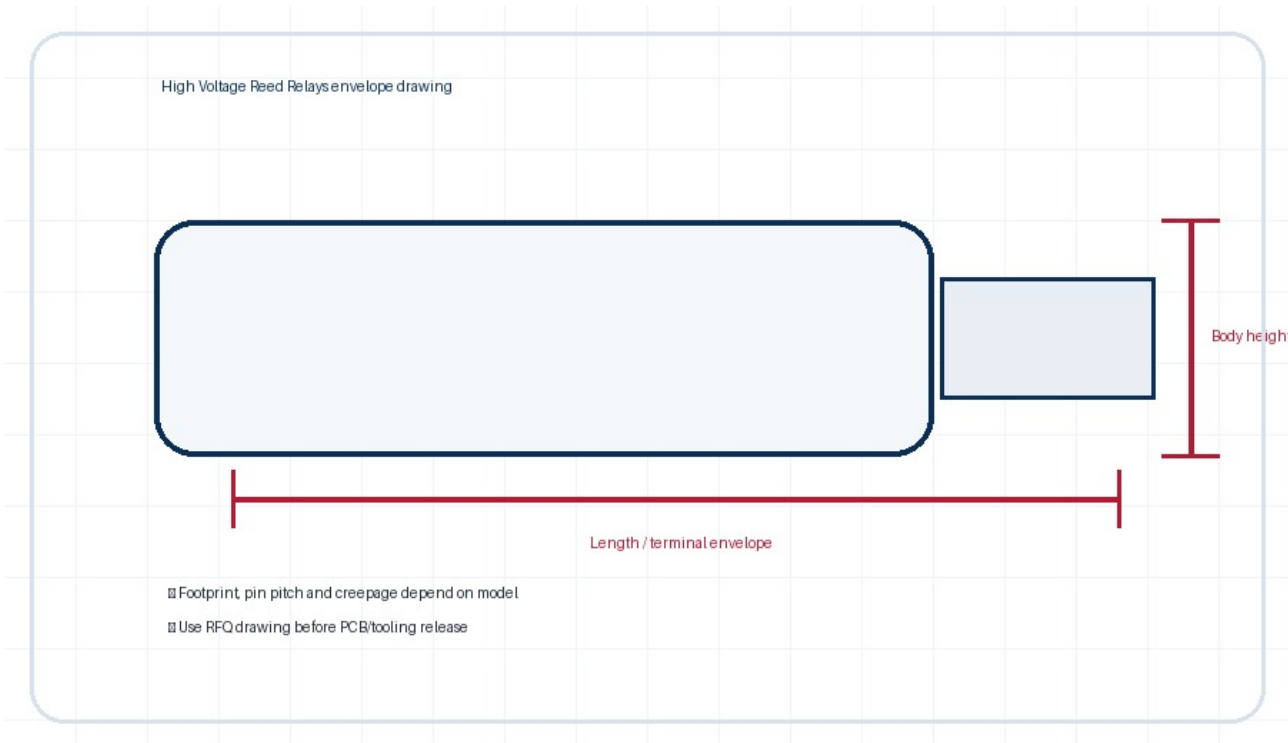 High Voltage Reed Relays envelope drawing
Body height
Length / terminal envelope
Footprint, pin pitch and creepage depend on model
Use RFQ drawing before PCB/tooling release